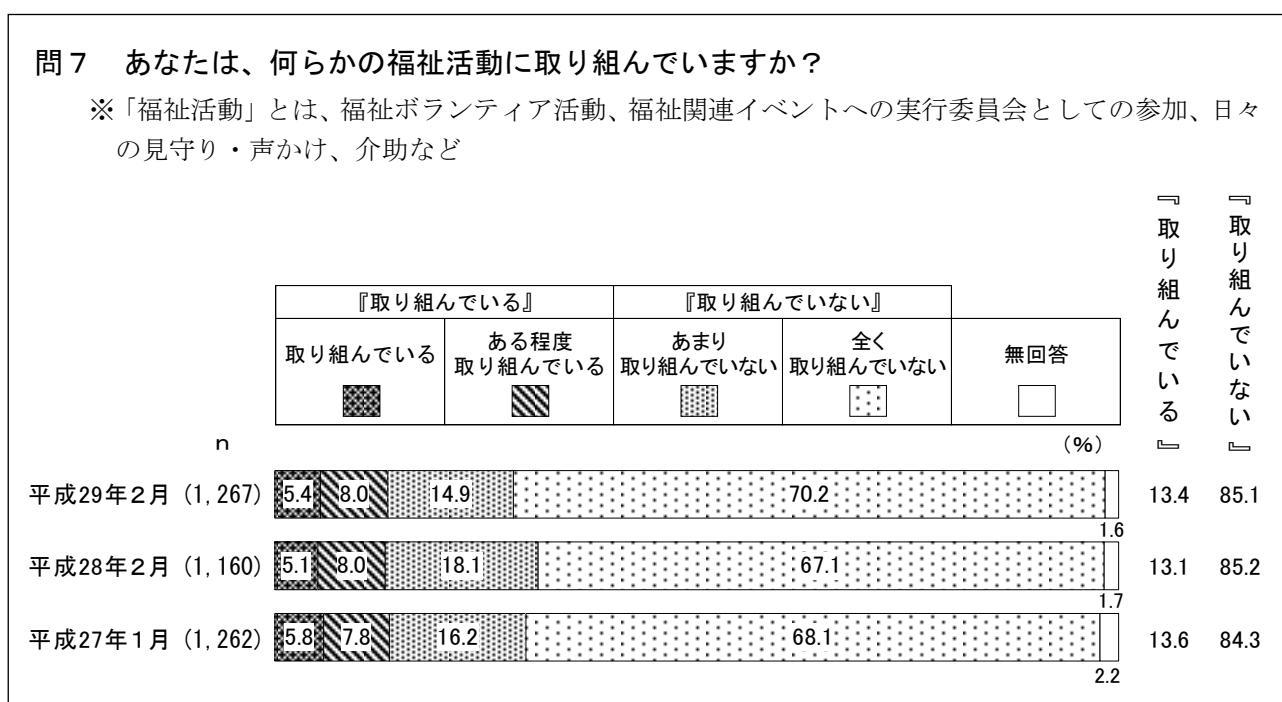 問７　あなたは、何らかの福祉活動に取り組んでいますか？
※「福祉活動」とは、福祉ボランティア活動、福祉関連イベントへの実行委員会としての参加、日々
の見守り・声かけ、介助など
『取り組んでいる』
『取り組んでいない』
『取り組んでいる』 『取り組んでいない』
取り組んでいる
ある程度
取り組んでいる
あまり
取り組んでいない
全く
取り組んでいない
無回答
n (%)
平成29年２月 (1,267) 5.4 8.0 14.9 70.2 13.4 85.1
1.6
平成28年２月 (1,160) 5.1 8.0 18.1 67.1 13.1 85.2
1.7
平成27年１月 (1,262) 5.8 7.8 16.2 68.1 13.6 84.3
2.2